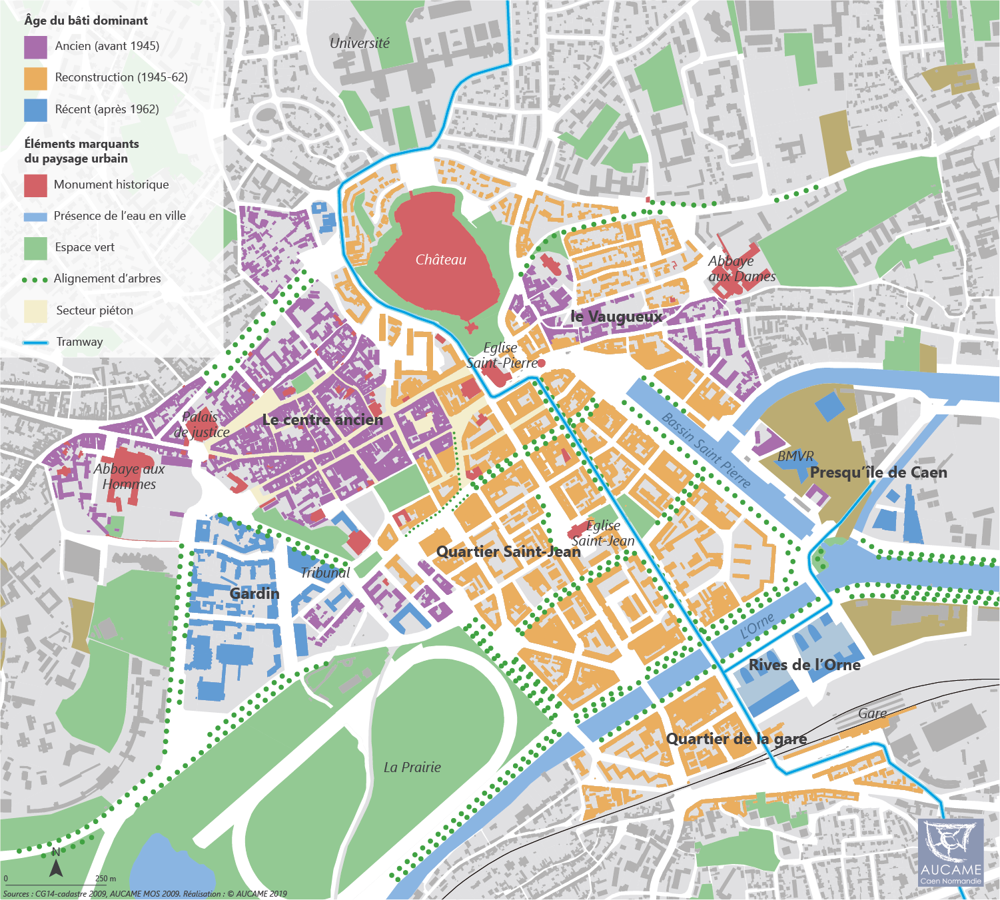 Âge du bâti dominant
Ancien (avant 1945)
Reconstruction (1945-62)
Récent (après 1962)
Éléments marquants
du paysage urbain
Monument historique
Présence de l'eau en ville
Espace vert
Alignement d'arbres
Secteur piéton
Tramway
Université
Château
Abbaye
aux Dames
le Vaugueux
Eglise
Saint-Pierre
Palais
de justice
Le centre ancien
Bassin Saint Pierre
BMVR
Presqu'île de Caen
Abbaye aux
Hommes
Eglise
Saint-Jean
Quartier Saint-Jean
Tribunal
Gardin
L'Orne
Rives de l'Orne
Gare
Quartier de la gare
La Prairie
N
0 250 m
Sources : CG14-cadastre 2009, AUCAME MOS 2009. Réalisation : © AUCAME 2019
AUCAME
Caen Normandie